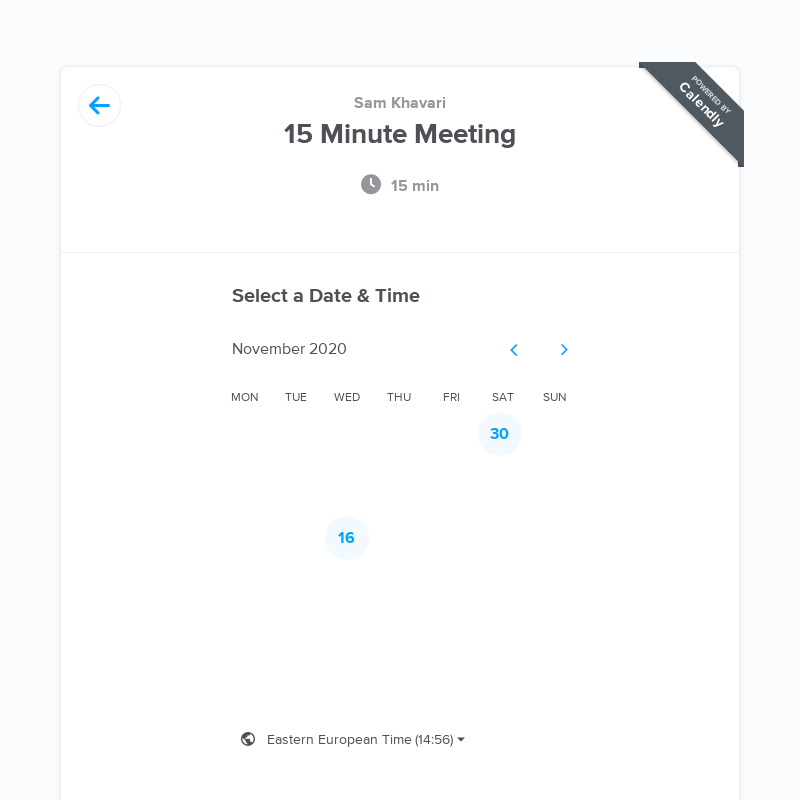 POWERED BY
Calendly
Sam Khavari
15 Minute Meeting
15 min
Select a Date & Time
November 2020
MON TUE WED THU FRI SAT SUN
30
16
Eastern European Time (14:56)